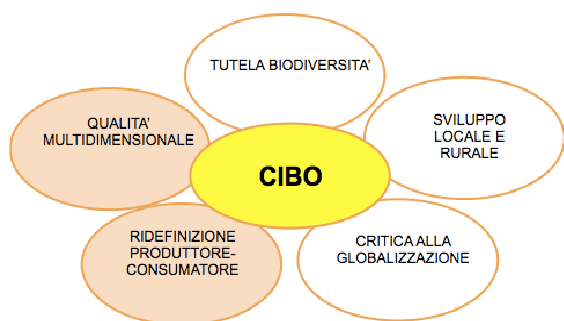 TUTELA BIODIVERSITA'
QUALITA'
MULTIDIMENSIONALE
SVILUPPO
LOCALE E
RURALE
CIBO
RIDEFINIZIONE
PRODUTTORE-
CONSUMATORE
CRITICA ALLA
GLOBALIZZAZIONE